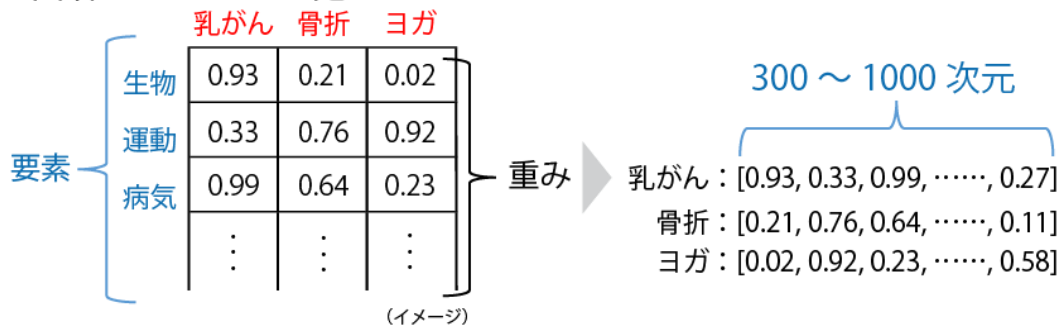 乳がん 骨折 ヨガ
生物 0.93 0.21 0.02
運動 0.33 0.76 0.92
病気 0.99 0.64 0.23
⋮ ⋮ ⋮
要素
重み
(イメージ)
300 ～ 1000 次元
乳がん：[0.93, 0.33, 0.99, ……, 0.27]
骨折：[0.21, 0.76, 0.64, ……, 0.11]
ヨガ：[0.02, 0.92, 0.23, ……, 0.58]